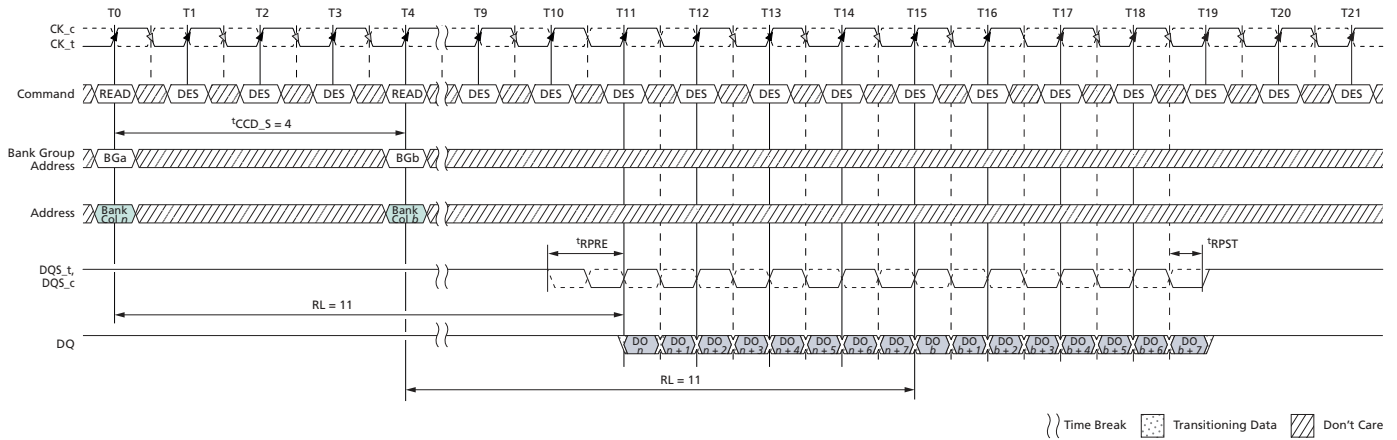 T0 T1 T2 T3 T4 T9 T10 T11 T12 T13 T14 T15 T16 T17 T18 T19 T20 T21
CK_c
CK_t
Command READ DES DES DES READ DES DES DES DES DES DES DES DES DES DES DES DES DES
tCCD_S = 4
Bank Group
Address
BGa BGb
Address
Bank
Col n
Bank
Col b
tRPRE tRPST
DQS_t,
DQS_c
RL = 11
DQ
DO
n
DO
n + 1
DO
n + 2
DO
n + 3
DO
n + 4
DO
n + 5
DO
n + 6
DO
n + 7
DO
b
DO
b + 1
DO
b + 2
DO
b + 3
DO
b + 4
DO
b + 5
DO
b + 6
DO
b + 7
RL = 11
Time Break Transitioning Data Don't Care